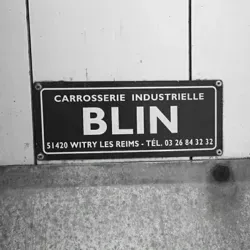 CARROSSERIE INDUSTRIELLE
BLIN
51420 WITRY LES REIMS - TÉL. 03 26 84 32 32